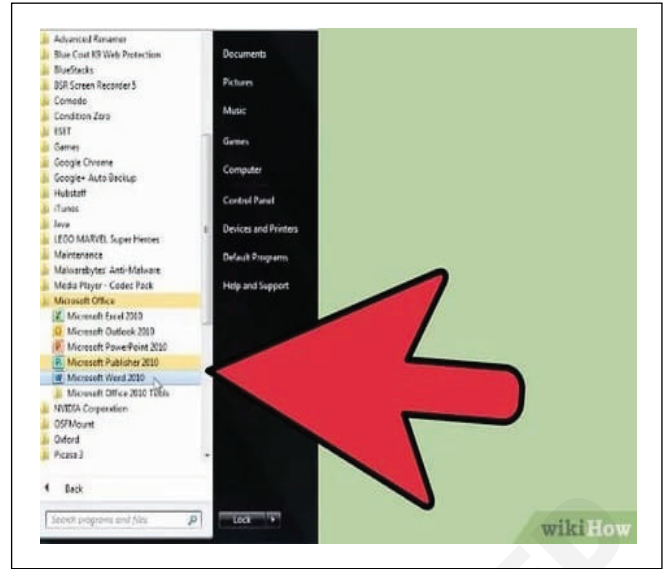 Advanced Renamer
Blue Coat K9 Web Protection
BlueStacks
BSR Screen Recorder 5
Comodo
Condition Zero
ESET
Games
Google Chrome
Google+ Auto Backup
Hubstaff
iTunes
Java
LEGO MARVEL Super Heroes
Maintenance
Malwarebytes' Anti-Malware
Media Player - Codec Pack
Microsoft Office
Microsoft Excel 2010
Microsoft Outlook 2010
Microsoft PowerPoint 2010
Microsoft Publisher 2010
Microsoft Word 2010
Microsoft Office 2010 Tools
NVIDIA Corporation
OSFMount
Oxford
Picasa 3
Back
Search programs and files
Documents
Pictures
Music
Games
Computer
Control Panel
Devices and Printers
Default Programs
Help and Support
Lock
wikiHow